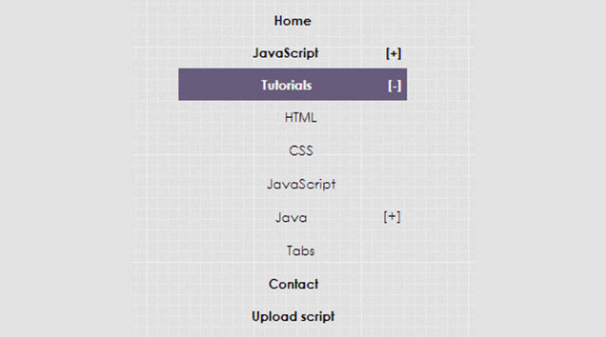 Home
JavaScript [+]
Tutorials [-]
HTML
CSS
JavaScript
Java [+]
Tabs
Contact
Upload script